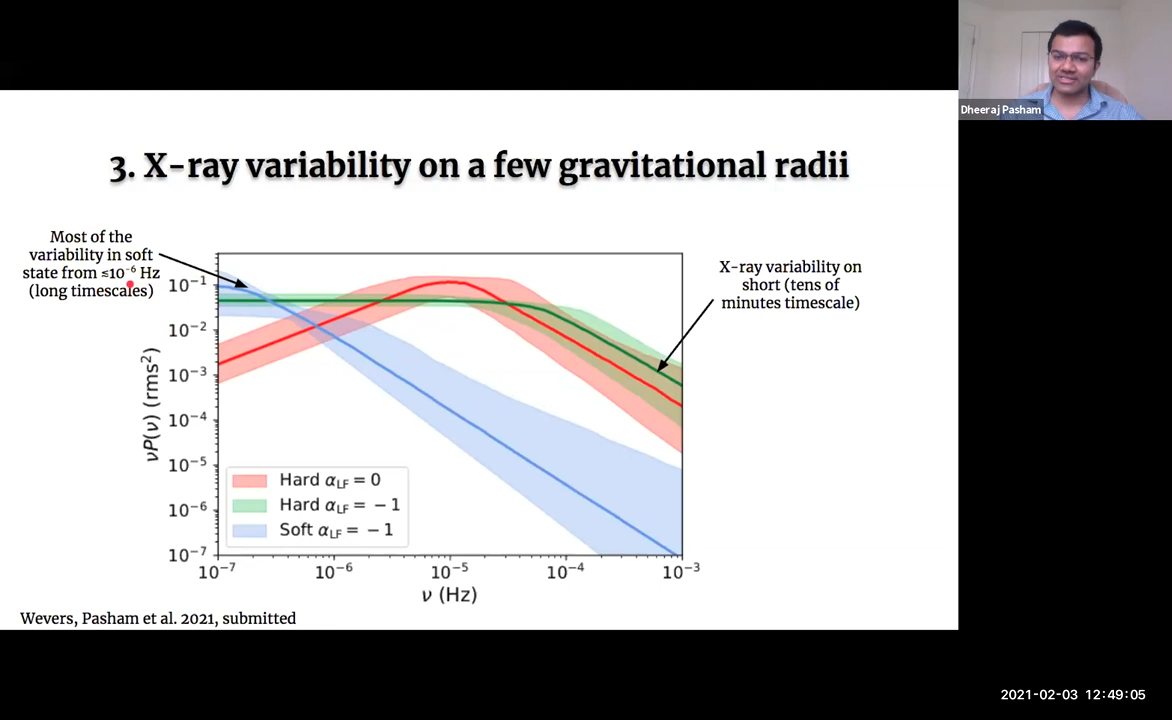 Dheeraj Pasham
3. X-ray variability on a few gravitational radii
Most of the
variability in soft
state from ≤10⁻⁶ Hz
(long timescales)
X-ray variability on
short (tens of
minutes timescale)
10⁻¹
10⁻²
10⁻³
10⁻⁴
10⁻⁵
10⁻⁶
10⁻⁷
νP(ν) (rms²)
Hard α_LF = 0
Hard α_LF = −1
Soft α_LF = −1
10⁻⁷ 10⁻⁶ 10⁻⁵ 10⁻⁴ 10⁻³
ν (Hz)
Wevers, Pasham et al. 2021, submitted
2021-02-03 12:49:05